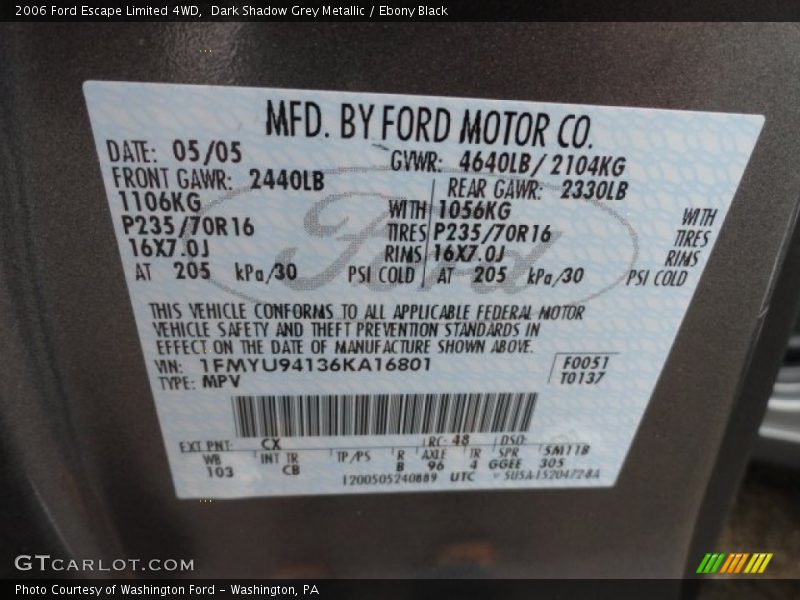 2006 Ford Escape Limited 4WD,  Dark Shadow Grey Metallic / Ebony Black
MFD. BY FORD MOTOR CO.
DATE: 05/05
GVWR: 4640LB/ 2104KG
FRONT GAWR: 2440LB
REAR GAWR: 2330LB
1106KG WITH 1056KG WITH
P235/70R16 TIRES P235/70R16 TIRES
16X7.0J RIMS 16X7.0J RIMS
AT 205 kPa/30 PSI COLD AT 205 kPa/30 PSI COLD
Ford
THIS VEHICLE CONFORMS TO ALL APPLICABLE FEDERAL MOTOR
VEHICLE SAFETY AND THEFT PREVENTION STANDARDS IN
EFFECT ON THE DATE OF MANUFACTURE SHOWN ABOVE.
VIN: 1FMYU94136KA16801
TYPE: MPV
F0051
T0137
EXT PNT: CX RC: 48 DSO:
WB INT TR TP/PS R AXLE TR SPR 5M11B
103 CB B 96 4 GGEE 305
1200505240889 UTC 5U5A-1520472-BA
GTCARLOT.COM
Photo Courtesy of Washington Ford - Washington, PA